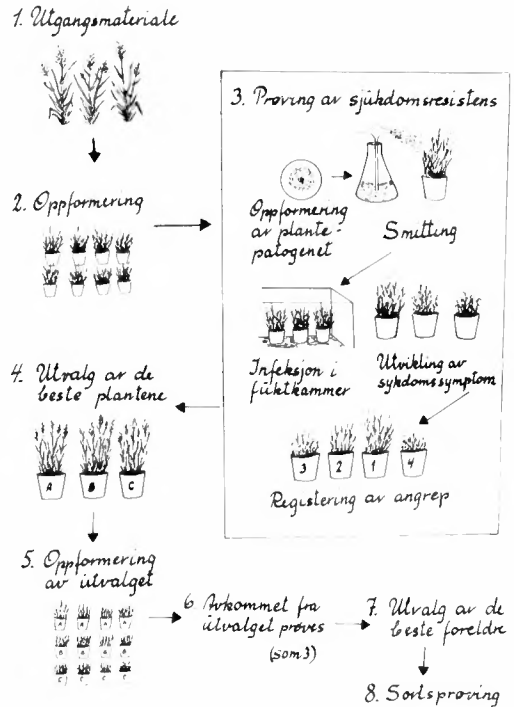 1. Utgangsmateriale
2. Oppformering
3. Prøving av sjukdomsresistens
Oppformering
av plante-
patogenet
Smitting
Infeksjon i
fuktkammer
Utvikling av
sykdomssymptom
3 2 1 4
Registering av angrep
4. Utvalg av de
beste plantene
A B C
5. Oppformering
av utvalget
A A A A
B B B B
C C C C
6. Avkommet fra
utvalget prøves
(som 3)
7. Utvalg av de
beste foreldre
8. Sortsprøving